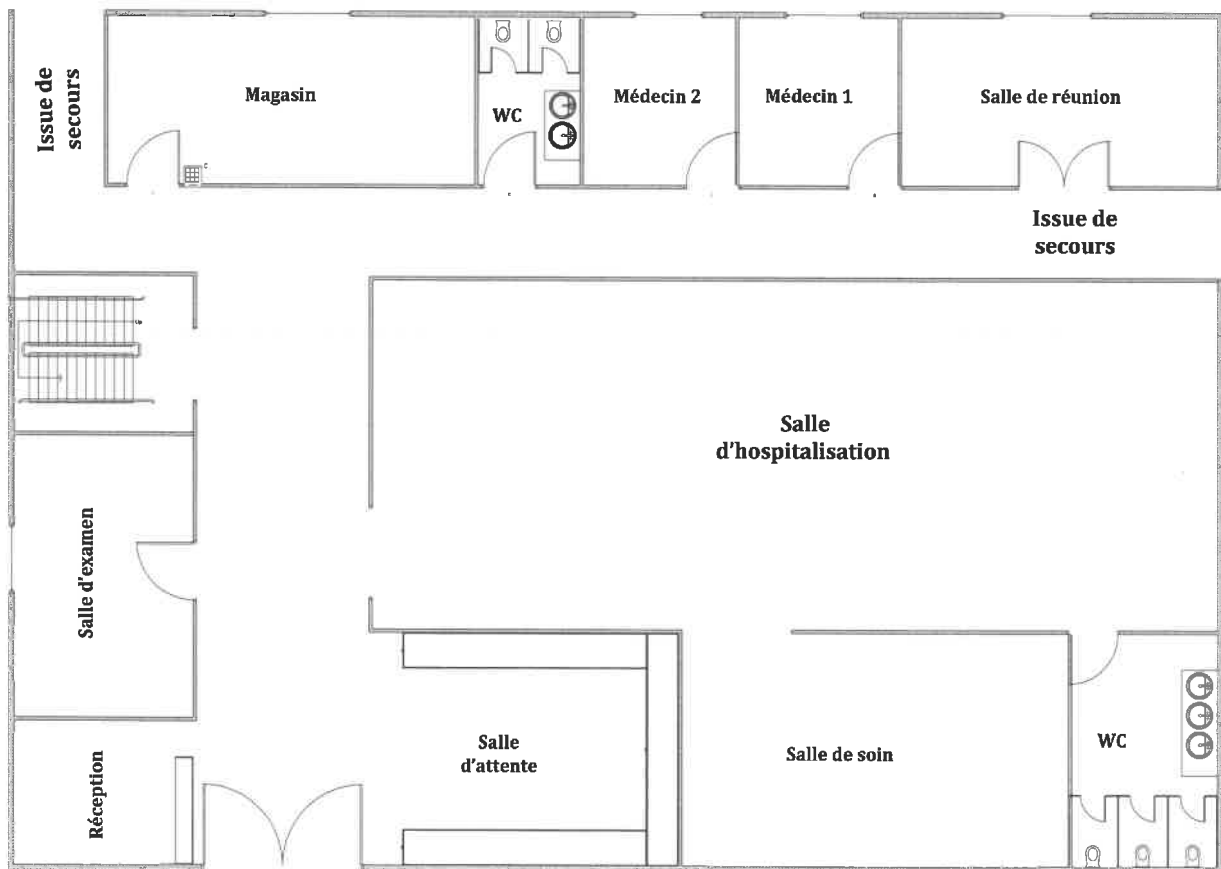 Issue de
secours
Magasin
WC
Médecin 2
Médecin 1
Salle de réunion
Issue de
secours
Up
Salle
d'hospitalisation
Salle d'examen
Réception
Salle
d'attente
Salle de soin
WC